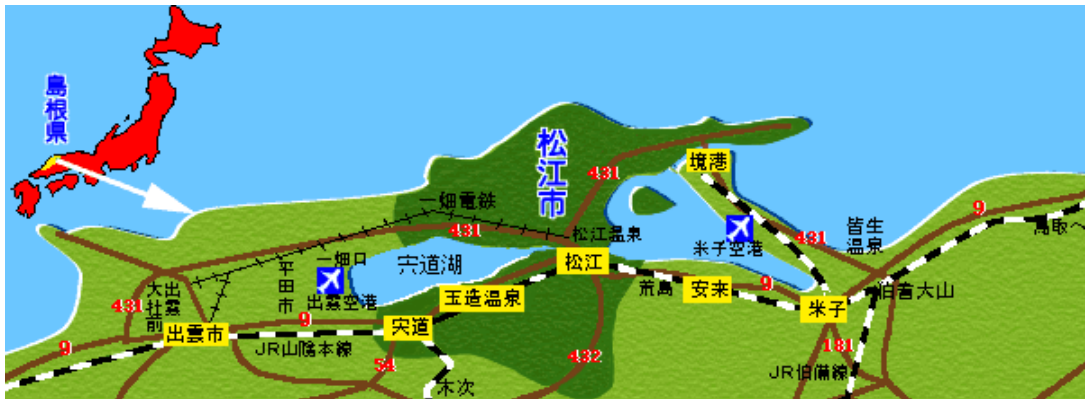 島根県
松江市
431
境港
9
一畑電鉄
鳥取へ
皆生
温泉
431
431
松江温泉
米子空港
宍道湖
松江
一畑口
平田市
荒島
安来
9
出雲
大社前
出雲空港
玉造温泉
伯耆大山
米子
431
出雲市
9
宍道
9
JR山陰本線
181
54
432
JR伯備線
木次